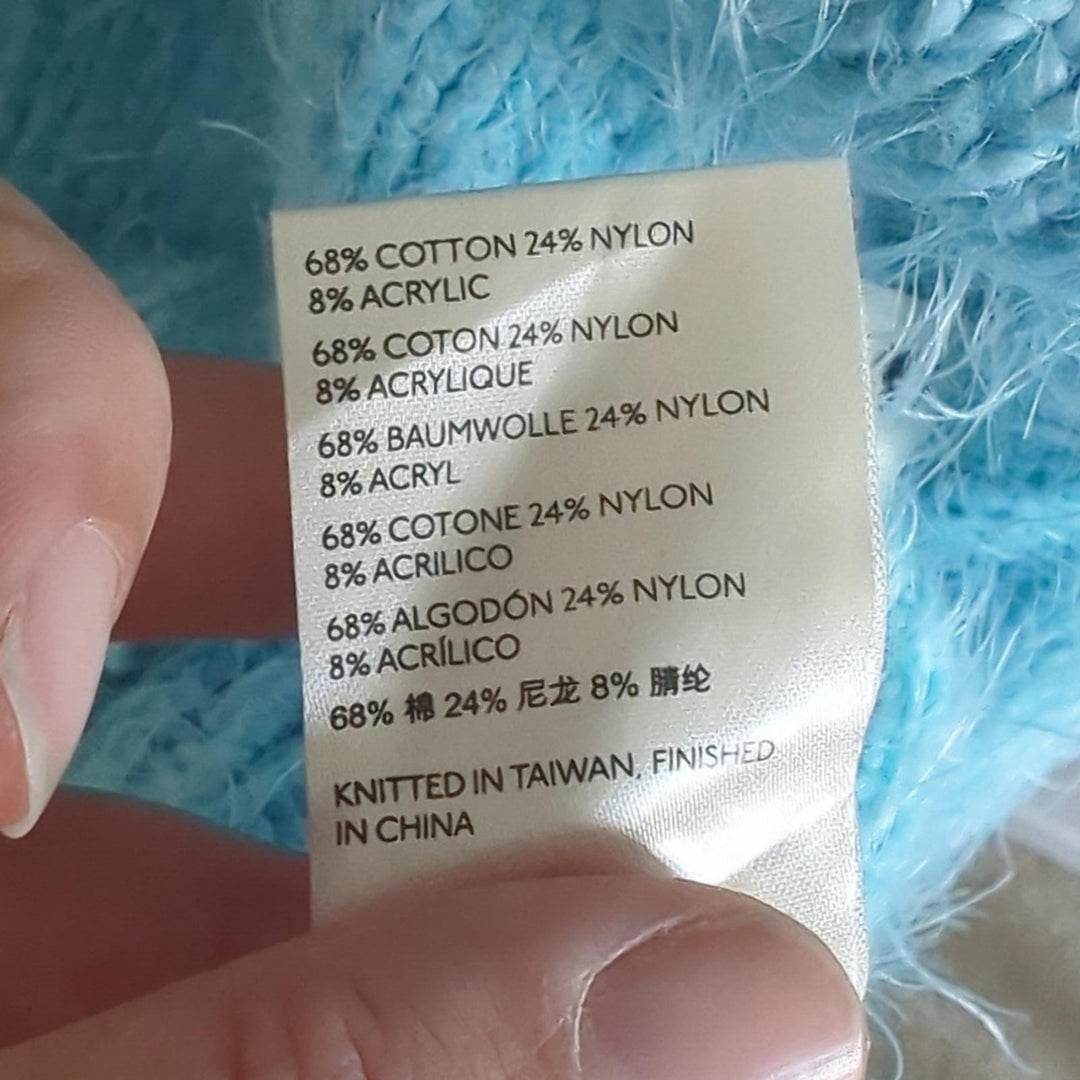 68% COTTON 24% NYLON
8% ACRYLIC
68% COTON 24% NYLON
8% ACRYLIQUE
68% BAUMWOLLE 24% NYLON
8% ACRYL
68% COTONE 24% NYLON
8% ACRILICO
68% ALGODÓN 24% NYLON
8% ACRÍLICO
68% 棉 24% 尼龙 8% 腈纶
KNITTED IN TAIWAN, FINISHED
IN CHINA